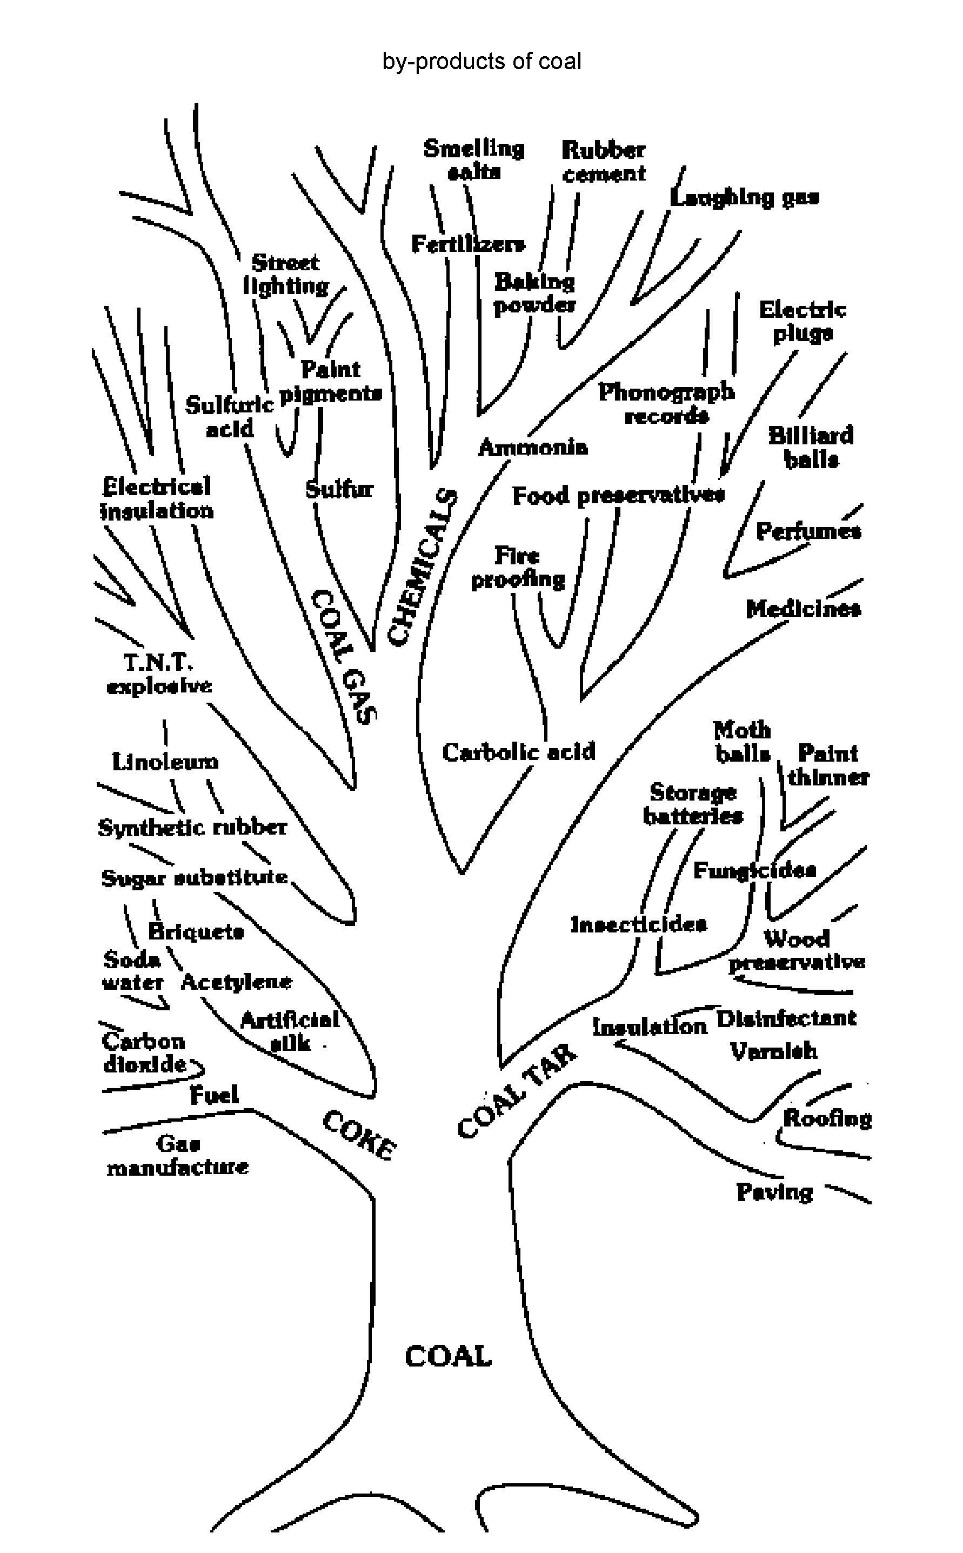 by-products of coal
Smelling
salts
Rubber
cement
Laughing gas
Fertilizers
Street
lighting
Baking
powder
Electric
plugs
Paint
pigments
Phonograph
records
Sulfuric
acid
Billiard
balls
Ammonia
Electrical
insulation
Sulfur
Food preservatives
CHEMICALS
Perfumes
Fire
proofing
COAL GAS
Medicines
T.N.T.
explosive
Linoleum
Carbolic acid
Moth
balls
Paint
thinner
Storage
batteries
Synthetic rubber
Sugar substitute
Fungicides
Briquets
Insecticides
Wood
preservative
Soda
water
Acetylene
Artificial
silk
Insulation
Disinfectant
Carbon
dioxide
Varnish
Fuel
COAL TAR
COKE
Roofing
Gas
manufacture
Paving
COAL